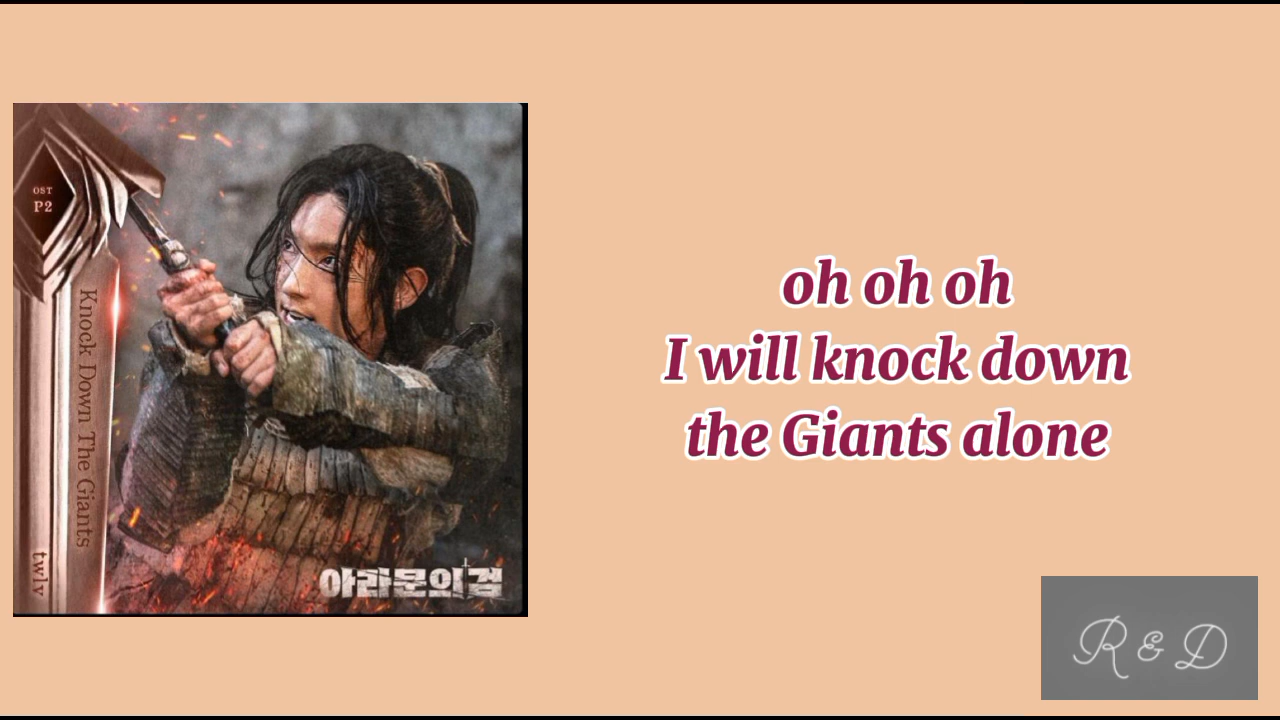 OST
P2
Knock Down The Giants
twlv
아라문의검
oh oh oh
I will knock down
the Giants alone
R & D